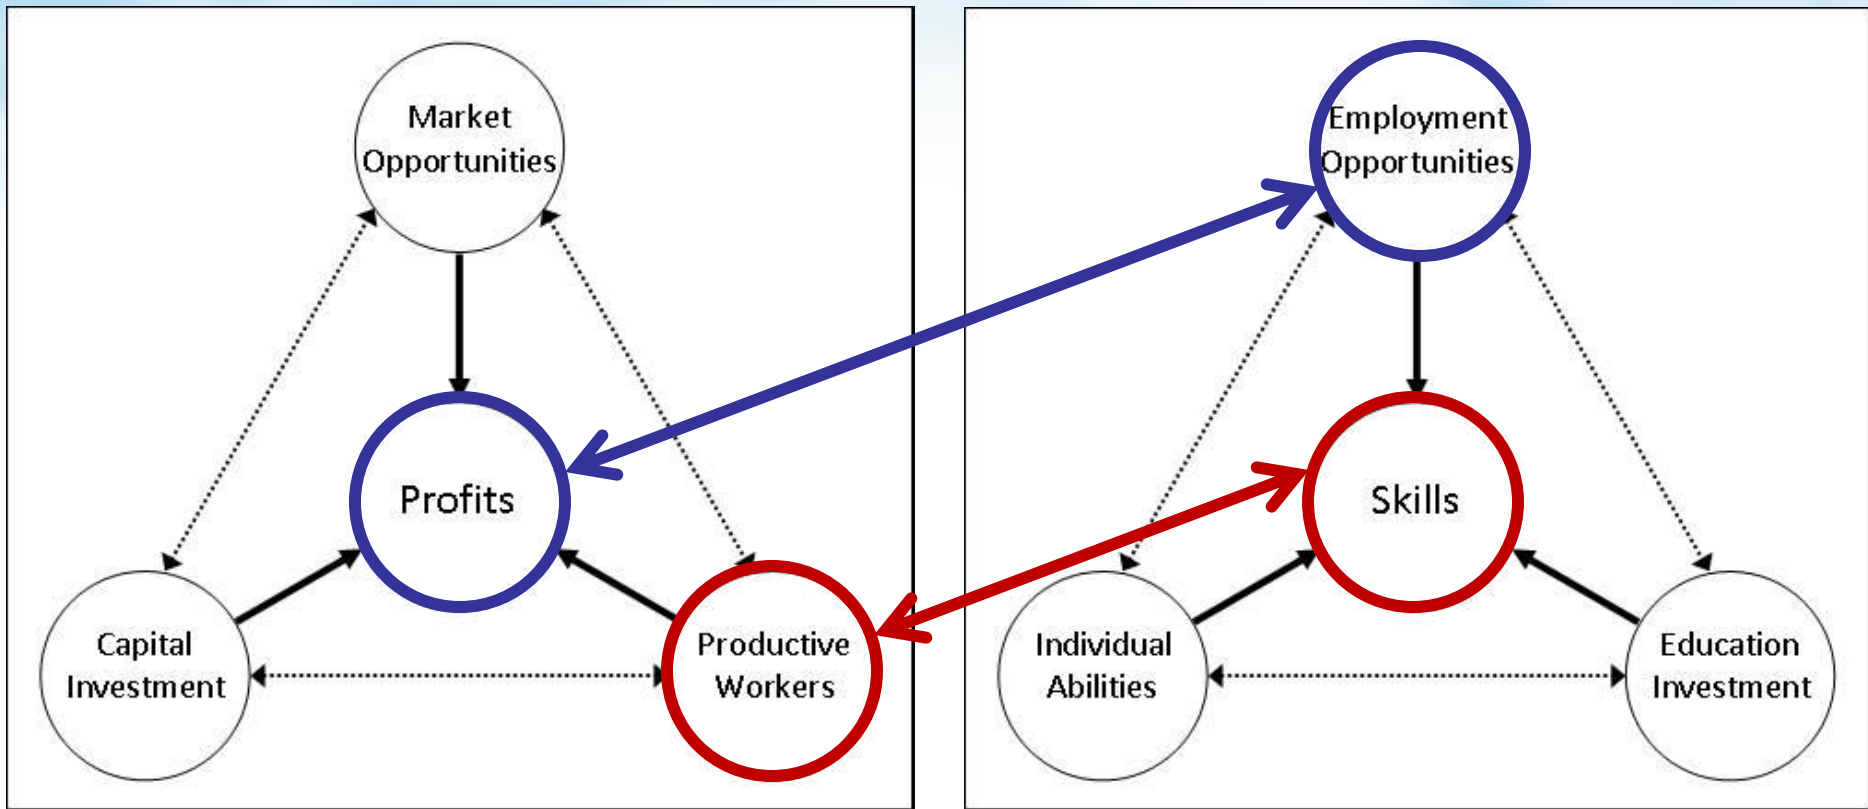 Market
Opportunities
Profits
Capital
Investment
Productive
Workers
Employment
Opportunities
Skills
Individual
Abilities
Education
Investment